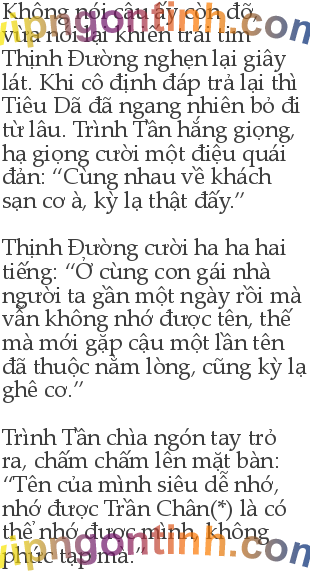 Không nói câu ấy còn đỡ,
vừa nói lại khiến trái tim
Thịnh Đường nghẹn lại giây
lát. Khi cô định đáp trả lại thì
Tiêu Dã đã ngang nhiên bỏ đi
từ lâu. Trình Tần hắng giọng,
hạ giọng cười một điệu quái
đản: “Cùng nhau về khách
sạn cơ à, kỳ lạ thật đấy.”
Thịnh Đường cười ha ha hai
tiếng: “Ở cùng con gái nhà
người ta gần một ngày rồi mà
vẫn không nhớ được tên, thế
mà mới gặp cậu một lần tên
đã thuộc nằm lòng, cũng kỳ lạ
ghê cơ.”
Trình Tần chìa ngón tay trỏ
ra, chấm chấm lên mặt bàn:
“Tên của mình siêu dễ nhớ,
nhớ được Trần Chân(*) là có
thể nhớ được mình, không
phức tạp mà.”
vipngontinh.com
vipngontinh.com